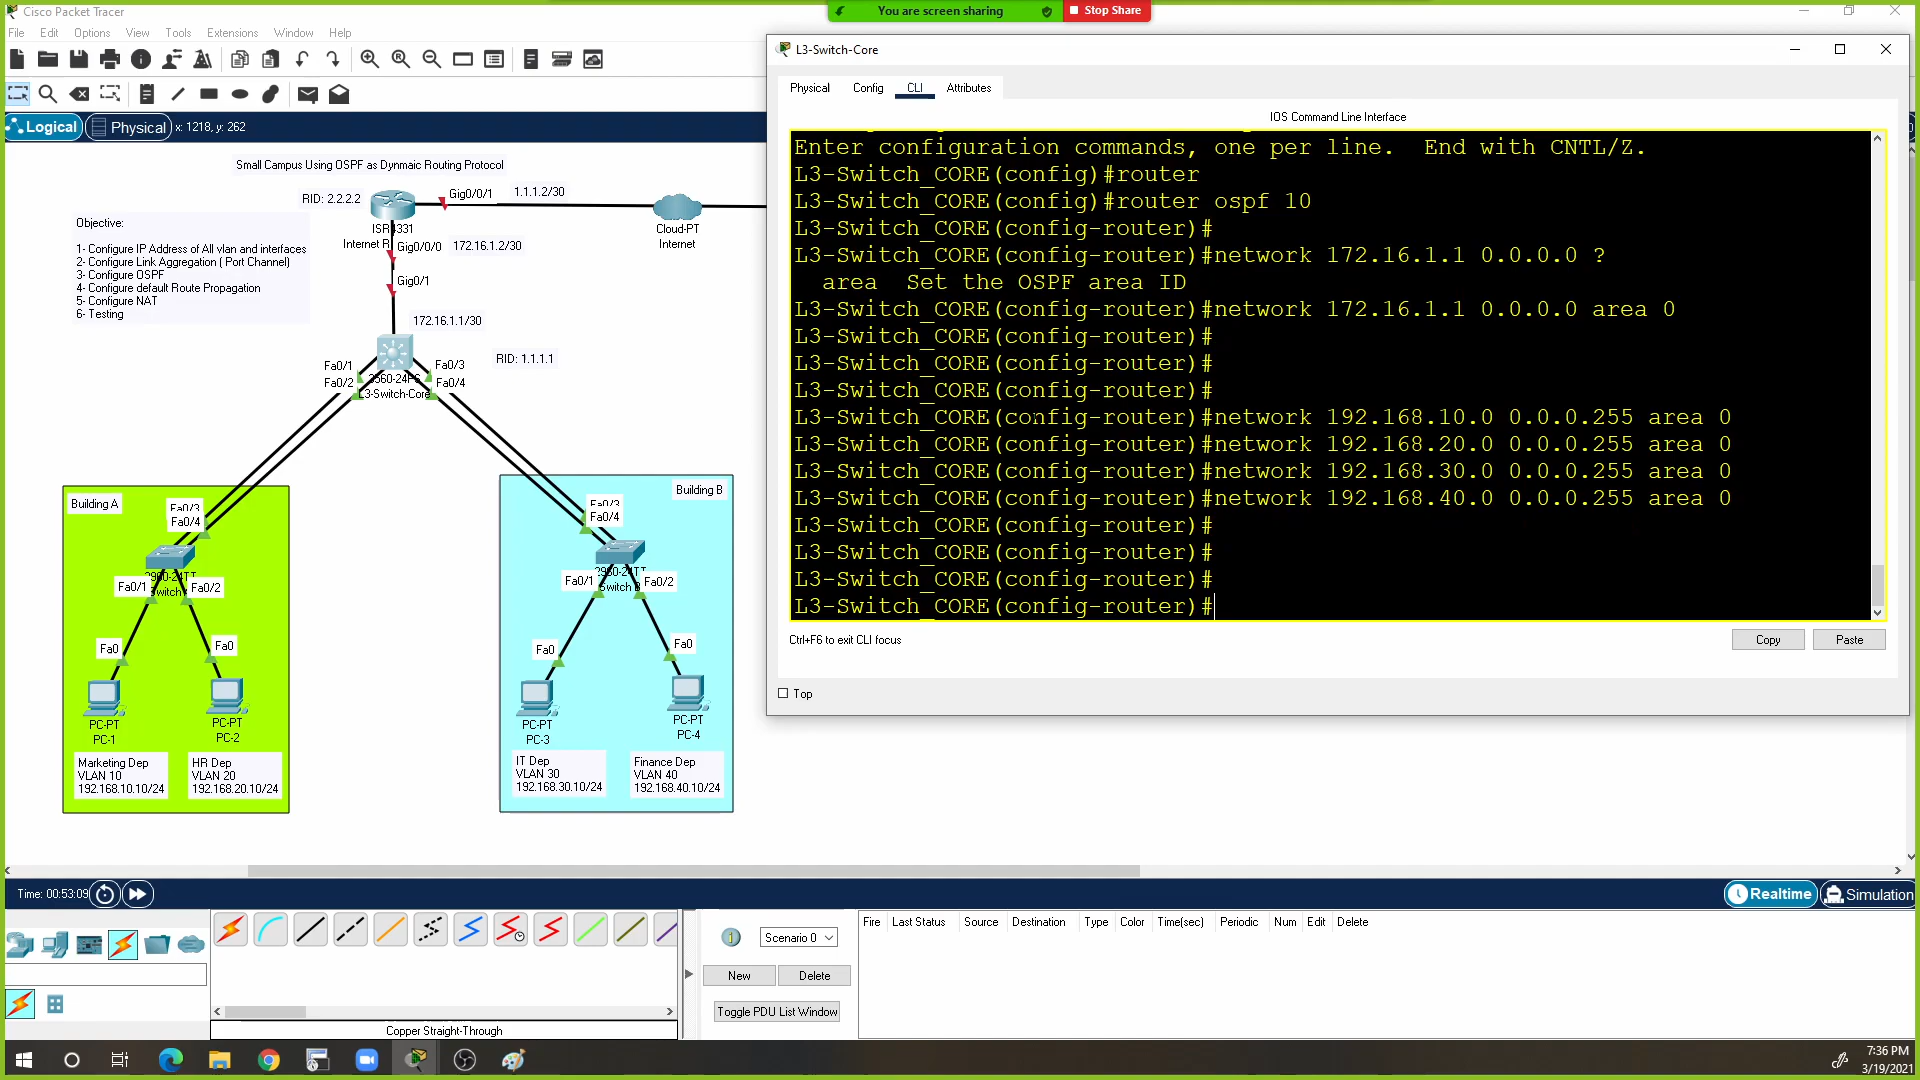 Cisco Packet Tracer
You are screen sharing
Stop Share
File Edit Options View Tools Extensions Window Help
Logical
Physical
x: 1218, y: 262
Small Campus Using OSPF as Dynmaic Routing Protocol
RID: 2.2.2.2
Gig0/0/1
1.1.1.2/30
Objective:
1- Configure IP Address of All vlan and interfaces
2- Configure Link Aggregation ( Port Channel)
3- Configure OSPF
4- Configure default Route Propagation
5- Configure NAT
6- Testing
Internet R
Gig0/0/0
172.16.1.2/30
Cloud-PT
Internet
Gig0/1
172.16.1.1/30
RID: 1.1.1.1
Fa0/1
Fa0/2
Fa0/3
Fa0/4
3560-24PS
L3-Switch-Core
Building A
Fa0/3
Fa0/4
Fa0/1
Fa0/2
Fa0
Fa0
PC-PT
PC-1
PC-PT
PC-2
Marketing Dep
VLAN 10
192.168.10.10/24
HR Dep
VLAN 20
192.168.20.10/24
Building B
Fa0/3
Fa0/4
Fa0/1
Fa0/2
Fa0
Fa0
PC-PT
PC-3
PC-PT
PC-4
IT Dep
VLAN 30
192.168.30.10/24
Finance Dep
VLAN 40
192.168.40.10/24
L3-Switch-Core
Physical Config CLI Attributes
IOS Command Line Interface
Enter configuration commands, one per line.  End with CNTL/Z.
L3-Switch_CORE(config)#router
L3-Switch_CORE(config)#router ospf 10
L3-Switch_CORE(config-router)#
L3-Switch_CORE(config-router)#network 172.16.1.1 0.0.0.0 ?
area  Set the OSPF area ID
L3-Switch_CORE(config-router)#network 172.16.1.1 0.0.0.0 area 0
L3-Switch_CORE(config-router)#
L3-Switch_CORE(config-router)#
L3-Switch_CORE(config-router)#
L3-Switch_CORE(config-router)#network 192.168.10.0 0.0.0.255 area 0
L3-Switch_CORE(config-router)#network 192.168.20.0 0.0.0.255 area 0
L3-Switch_CORE(config-router)#network 192.168.30.0 0.0.0.255 area 0
L3-Switch_CORE(config-router)#network 192.168.40.0 0.0.0.255 area 0
L3-Switch_CORE(config-router)#
L3-Switch_CORE(config-router)#
L3-Switch_CORE(config-router)#
L3-Switch_CORE(config-router)#
Ctrl+F6 to exit CLI focus
Copy
Paste
Top
Time: 00:53:09
Realtime
Simulation
Scenario 0
New
Delete
Toggle PDU List Window
Copper Straight-Through
Fire Last Status Source Destination Type Color Time(sec) Periodic Num Edit Delete
7:36 PM
3/19/2021